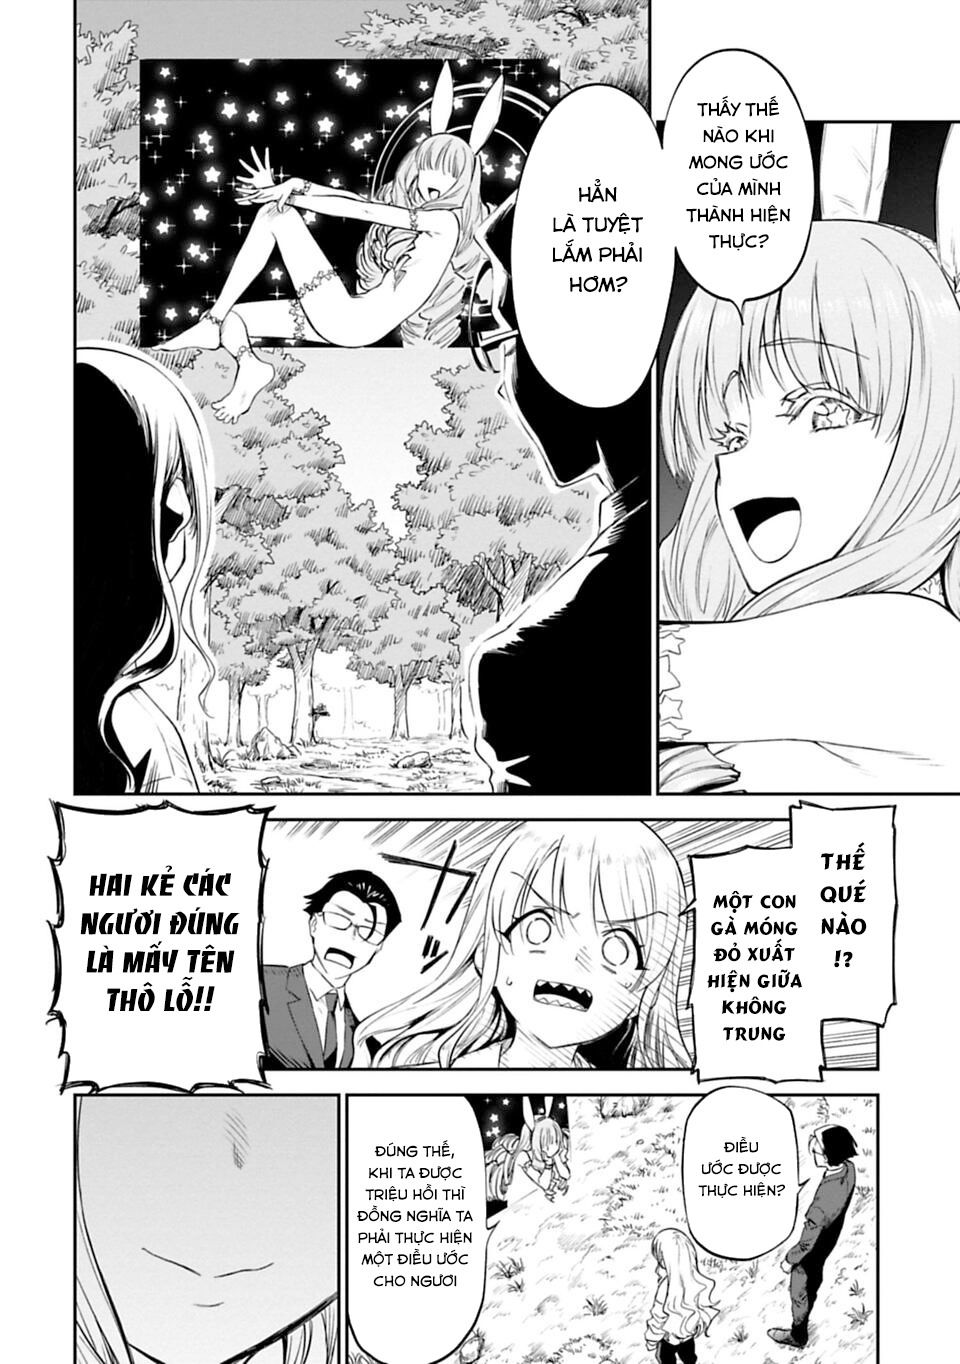 THẤY THẾ
NÀO KHI
MONG ƯỚC
CỦA MÌNH
THÀNH HIỆN
THỰC?
HẲN
LÀ TUYỆT
LẮM PHẢI
HƠM?
THẾ
QUÉ
NÀO
!?
MỘT CON
GÀ MÓNG
ĐỎ XUẤT
HIỆN GIỮA
KHÔNG
TRUNG
HAI KẺ CÁC
NGƯƠI ĐÚNG
LÀ MẤY TÊN
THÔ LỖ!!
ĐIỀU
ƯỚC ĐƯỢC
THỰC HIỆN?
ĐÚNG THẾ,
KHI TA ĐƯỢC
TRIỆU HỒI THÌ
ĐỒNG NGHĨA TA
PHẢI THỰC HIỆN
MỘT ĐIỀU ƯỚC
CHO NGƯƠI